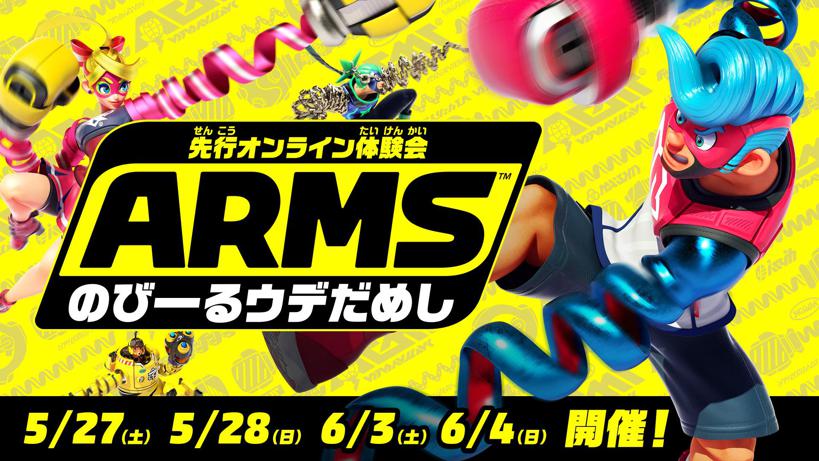 せんこう たいけんかい
先行オンライン体験会
ARMS™
のびーるウデだめし
5/27(土) 5/28(日) 6/3(土) 6/4(日) 開催!